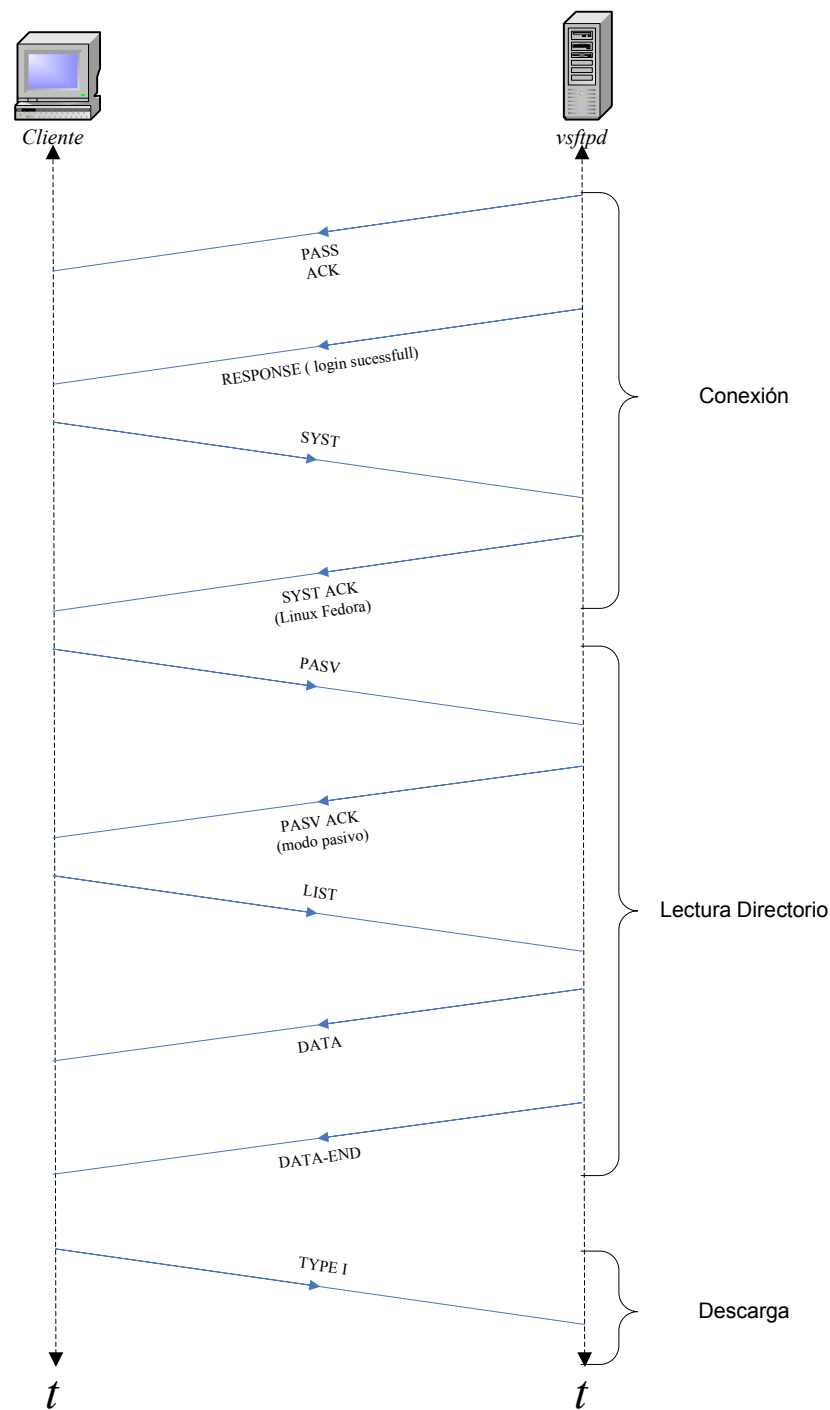 Cliente
vsftpd
PASS
ACK
RESPONSE ( login sucessfull)
Conexión
SYST
SYST ACK
(Linux Fedora)
PASV
PASV ACK
(modo pasivo)
LIST
Lectura Directorio
DATA
DATA-END
TYPE I
Descarga
t
t